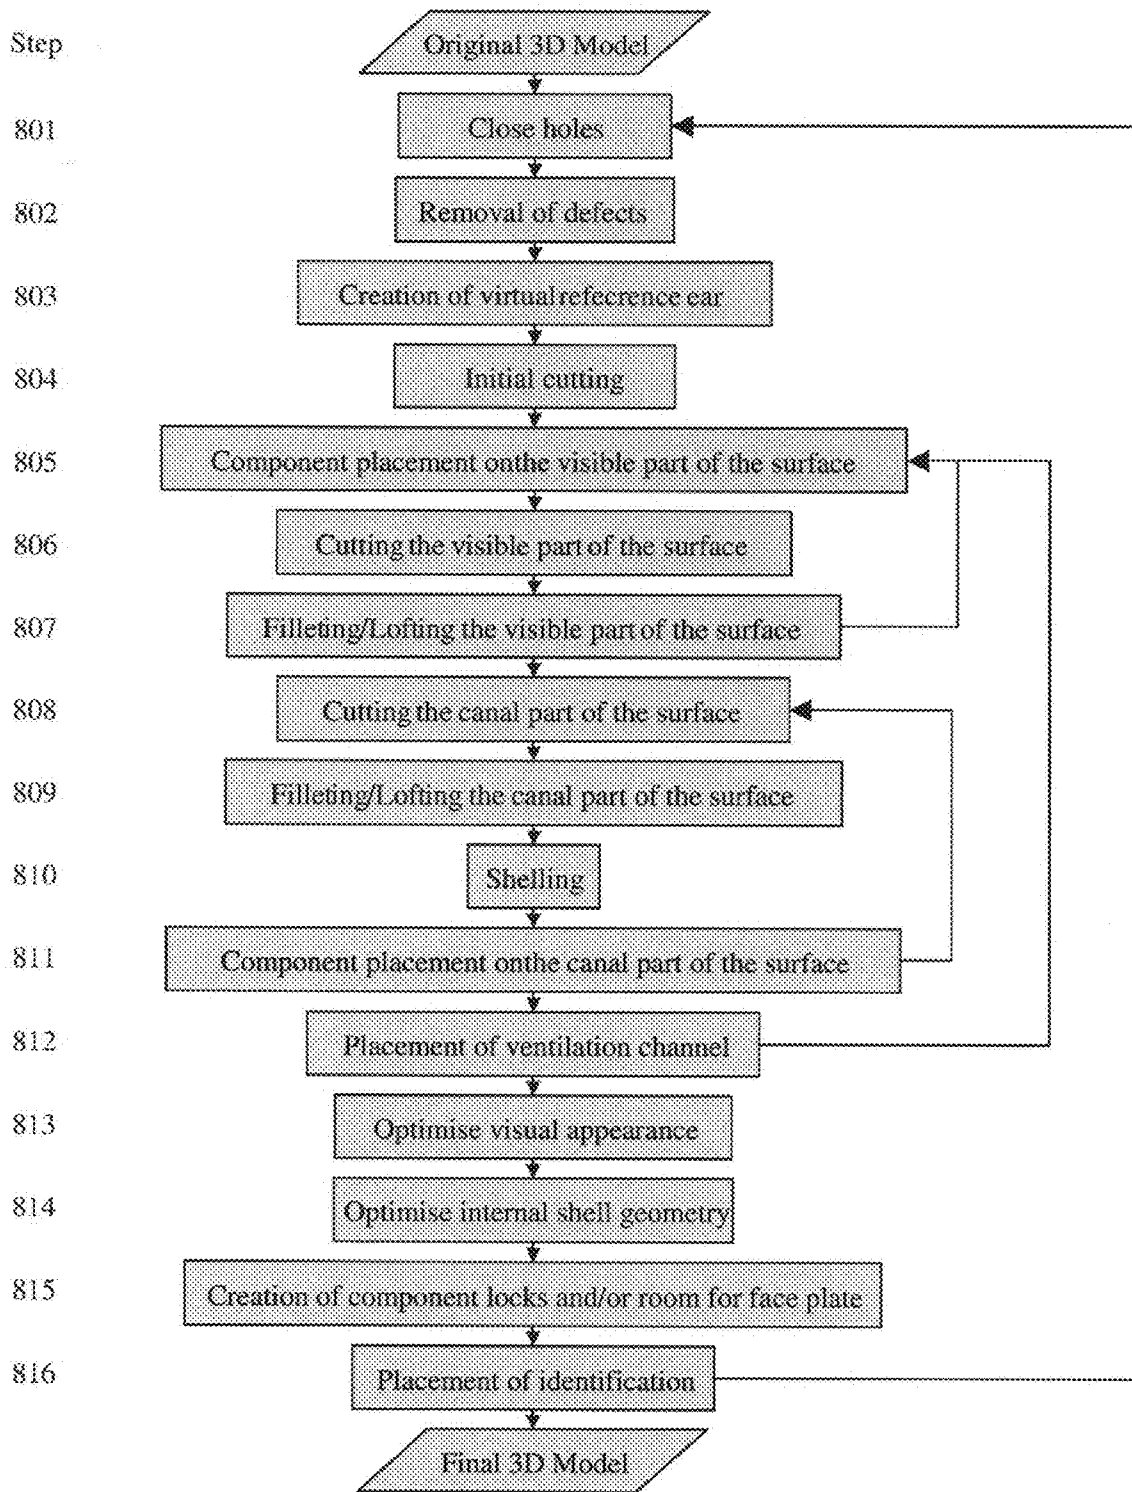 Step
Original 3D Model
801
Close holes
802
Removal of defects
803
Creation of virtual refecrence ear
804
Initial cutting
805
Component placement onthe visible part of the surface
806
Cutting the visible part of the surface
807
Filleting/Lofting the visible part of the surface
808
Cutting the canal part of the surface
809
Filleting/Lofting the canal part of the surface
810
Shelling
811
Component placement onthe canal part of the surface
812
Placement of ventilation channel
813
Optimise visual appearance
814
Optimise internal shell geometry
815
Creation of component locks and/or room for face plate
816
Placement of identification
Final 3D Model